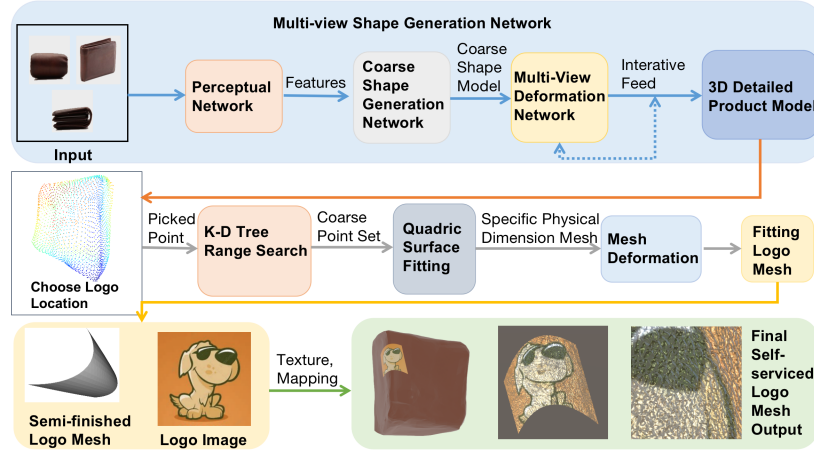 Multi-view Shape Generation Network
Input
Perceptual
Network
Features
Coarse
Shape
Generation
Network
Coarse
Shape
Model
Multi-View
Deformation
Network
Interative
Feed
3D Detailed
Product Model
Choose Logo
Location
Picked
Point
K-D Tree
Range Search
Coarse
Point Set
Quadric
Surface
Fitting
Specific Physical
Dimension Mesh
Mesh
Deformation
Fitting
Logo
Mesh
Semi-finished
Logo Mesh
Logo Image
Texture,
Mapping
Final
Self-
serviced
Logo
Mesh
Output